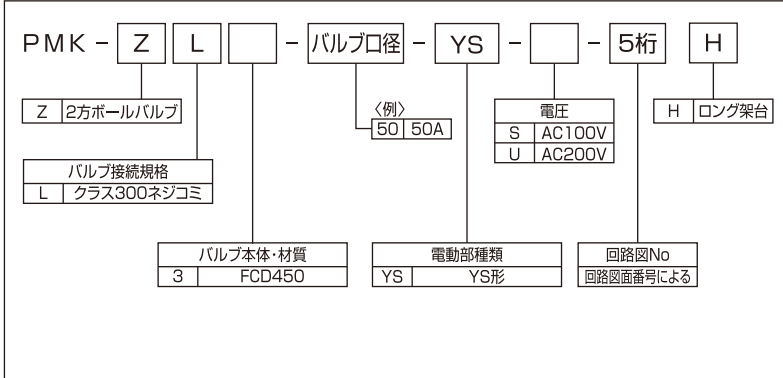 PMK - Z L - バルブ口径 - YS - - 5桁 H
Z 2方ボールバルブ
〈例〉
50 50A
電圧
S AC100V
U AC200V
H ロング架台
バルブ接続規格
L クラス300ネジコミ
バルブ本体・材質
3 FCD450
電動部種類
YS YS形
回路図No
回路図面番号による